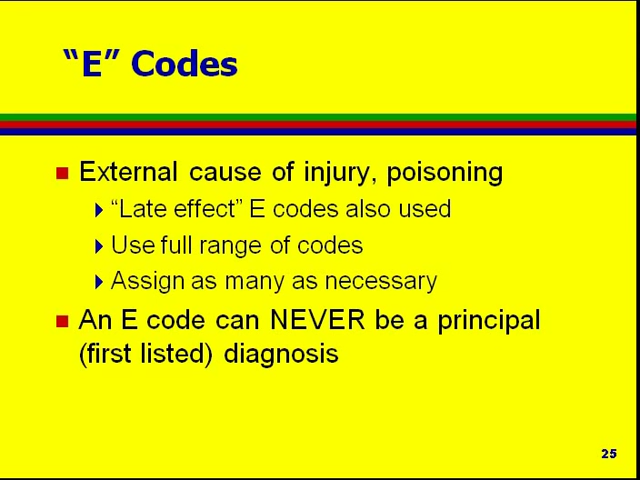 “E” Codes
External cause of injury, poisoning
“Late effect” E codes also used
Use full range of codes
Assign as many as necessary
An E code can NEVER be a principal
(first listed) diagnosis
25